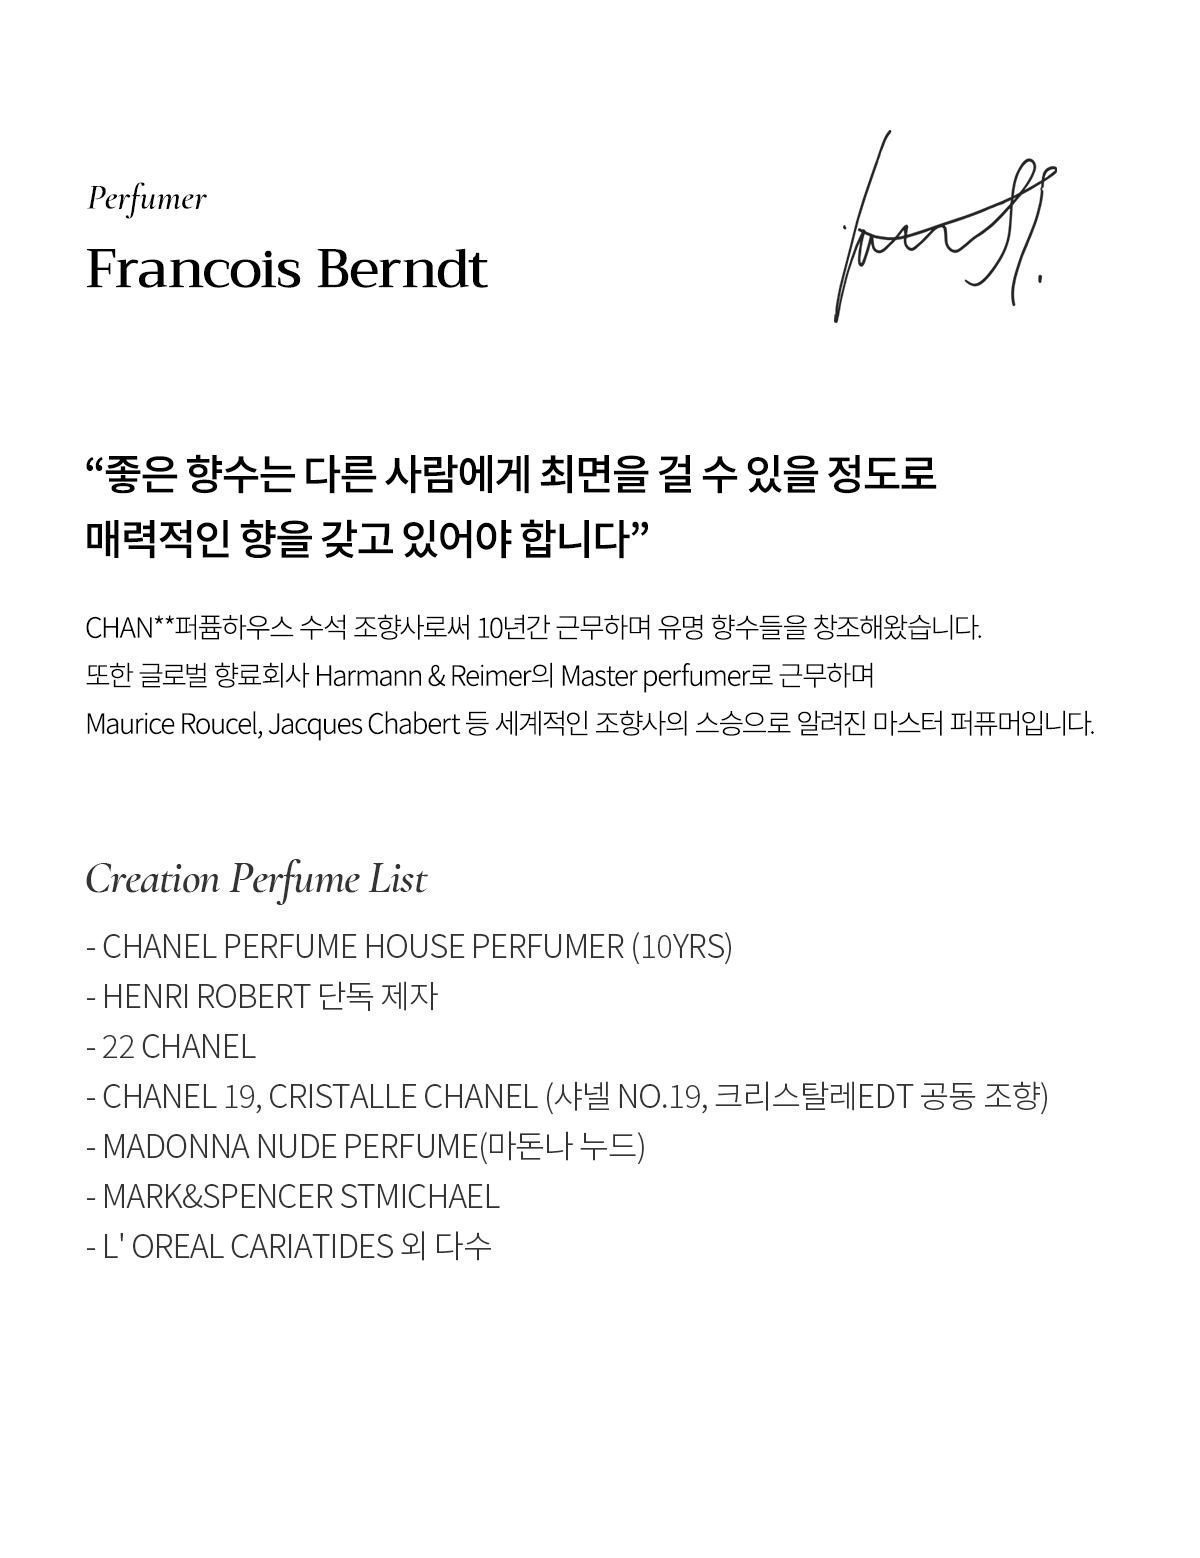 Perfumer
Francois Berndt
“좋은 향수는 다른 사람에게 최면을 걸 수 있을 정도로
매력적인 향을 갖고 있어야 합니다”
CHAN**퍼퓸하우스 수석 조향사로써 10년간 근무하며 유명 향수들을 창조해왔습니다.
또한 글로벌 향료회사 Harmann & Reimer의 Master perfumer로 근무하며
Maurice Roucel, Jacques Chabert 등 세계적인 조향사의 스승으로 알려진 마스터 퍼퓨머입니다.
Creation Perfume List
- CHANEL PERFUME HOUSE PERFUMER (10YRS)
- HENRI ROBERT 단독 제자
- 22 CHANEL
- CHANEL 19, CRISTALLE CHANEL (샤넬 NO.19, 크리스탈레EDT 공동 조향)
- MADONNA NUDE PERFUME(마돈나 누드)
- MARK&SPENCER STMICHAEL
- L' OREAL CARIATIDES 외 다수